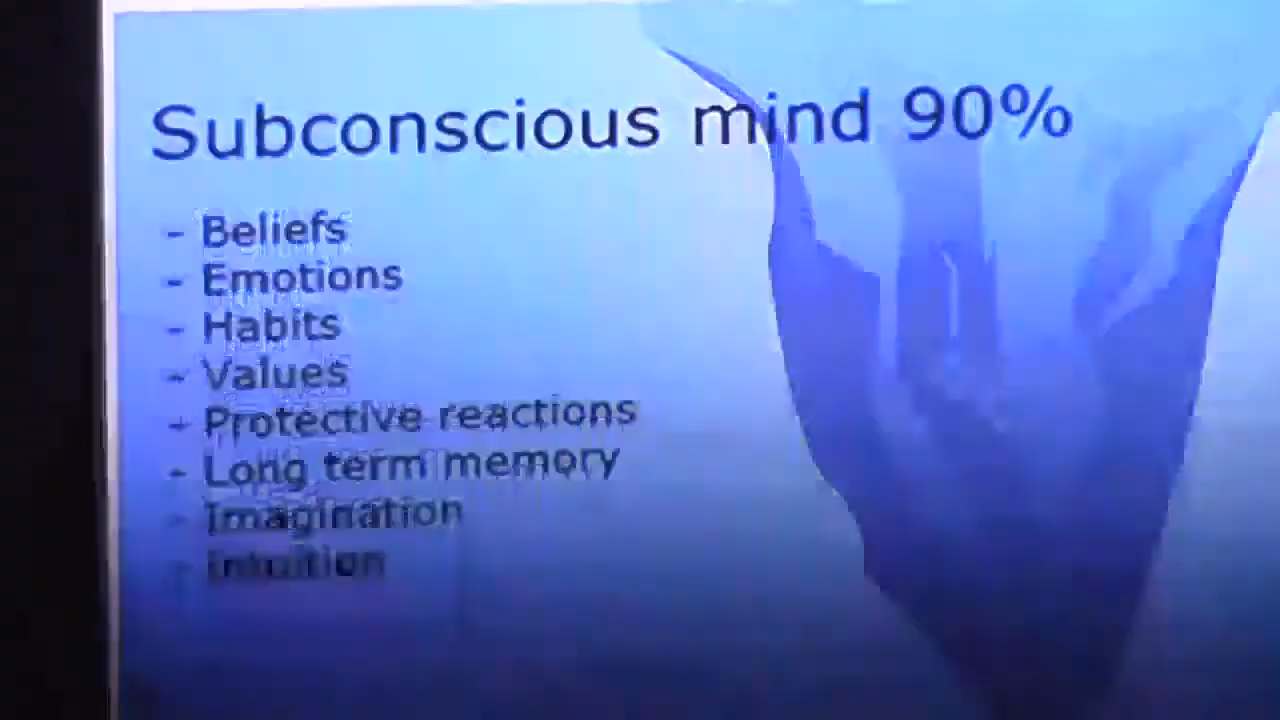 Subconscious mind 90%
- Beliefs
- Emotions
- Habits
- Values
- Protective reactions
- Long term memory
- Imagination
- Intuition